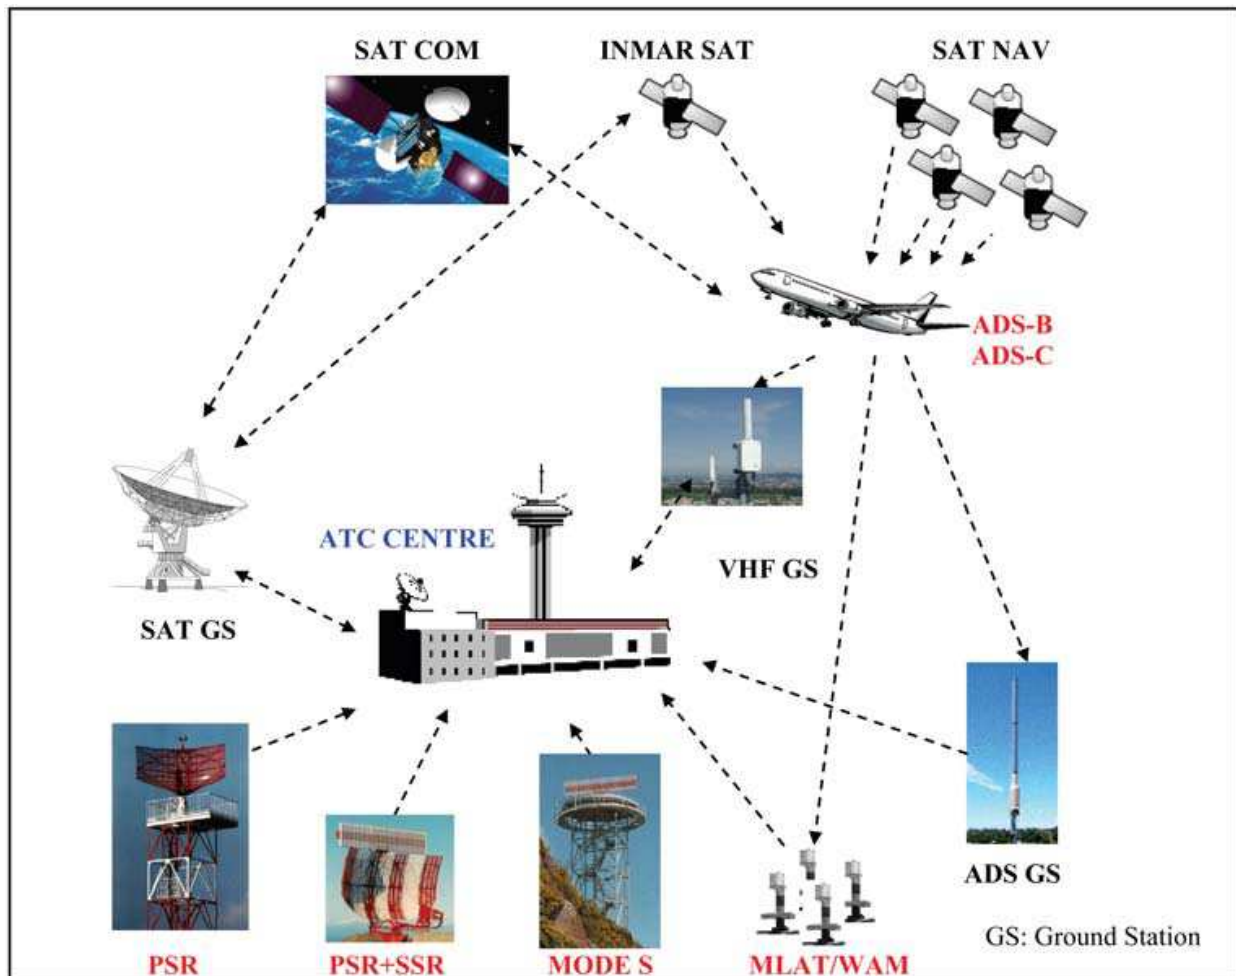 SAT COM
INMAR SAT
SAT NAV
ADS-B
ADS-C
ATC CENTRE
VHF GS
SAT GS
ADS GS
GS: Ground Station
PSR
PSR+SSR
MODE S
MLAT/WAM